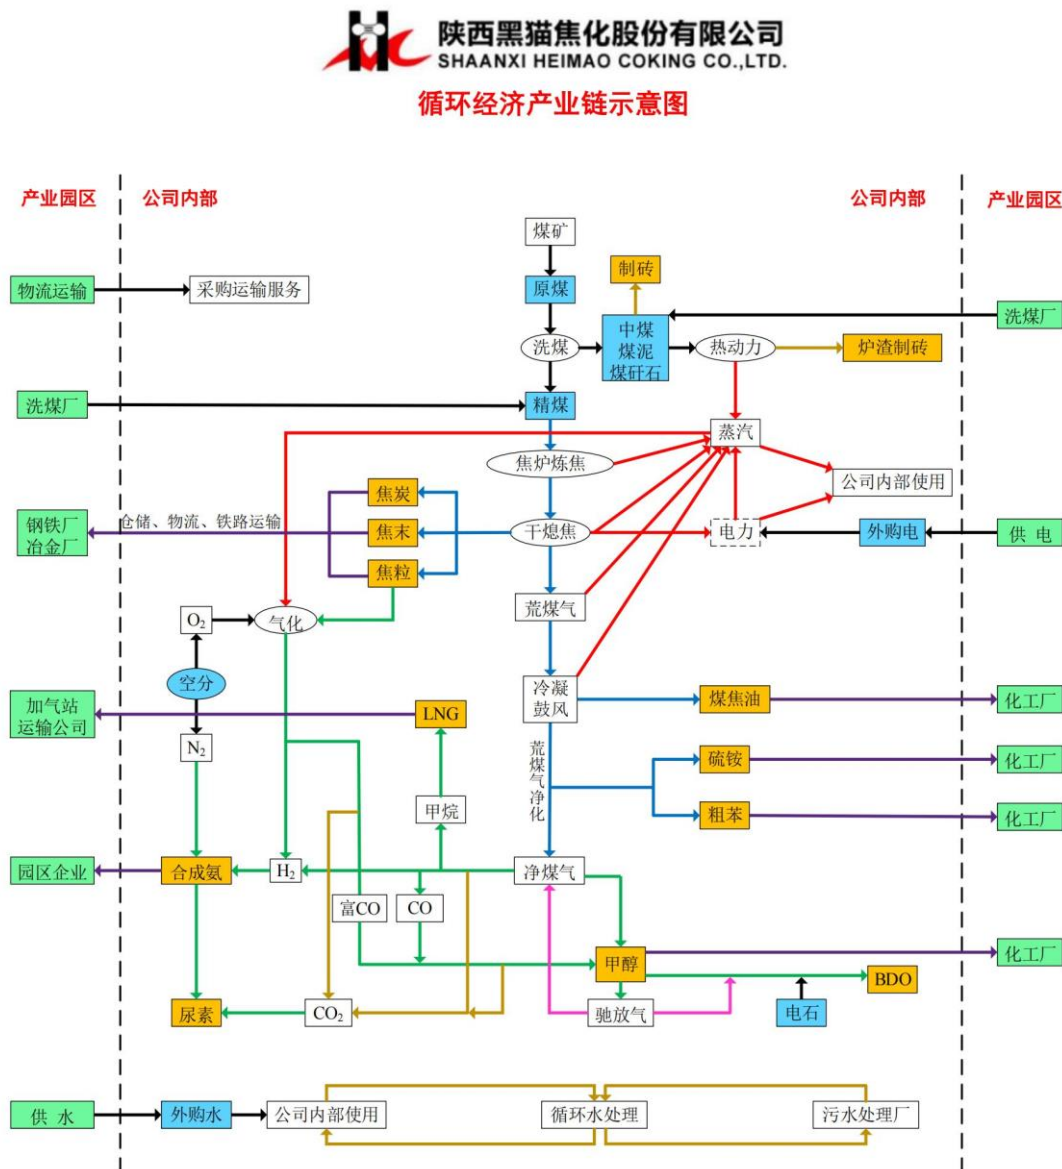 陕西黑猫焦化股份有限公司
SHAANXI HEIMAO COKING CO.,LTD.
循环经济产业链示意图
产业园区
公司内部
公司内部
产业园区
煤矿
制砖
物流运输
采购运输服务
原煤
洗煤厂
洗煤
中煤
煤泥
煤矸石
热动力
炉渣制砖
洗煤厂
精煤
蒸汽
焦炉炼焦
公司内部使用
焦炭
钢铁厂
冶金厂
仓储、物流、铁路运输
焦末
干熄焦
电力
外购电
供 电
焦粒
荒煤气
O₂
气化
空分
加气站
运输公司
LNG
冷凝
鼓风
煤焦油
化工厂
N₂
荒煤气净化
硫铵
化工厂
甲烷
粗苯
化工厂
园区企业
合成氨
H₂
净煤气
富CO
CO
甲醇
化工厂
BDO
尿素
CO₂
驰放气
电石
供 水
外购水
公司内部使用
循环水处理
污水处理厂